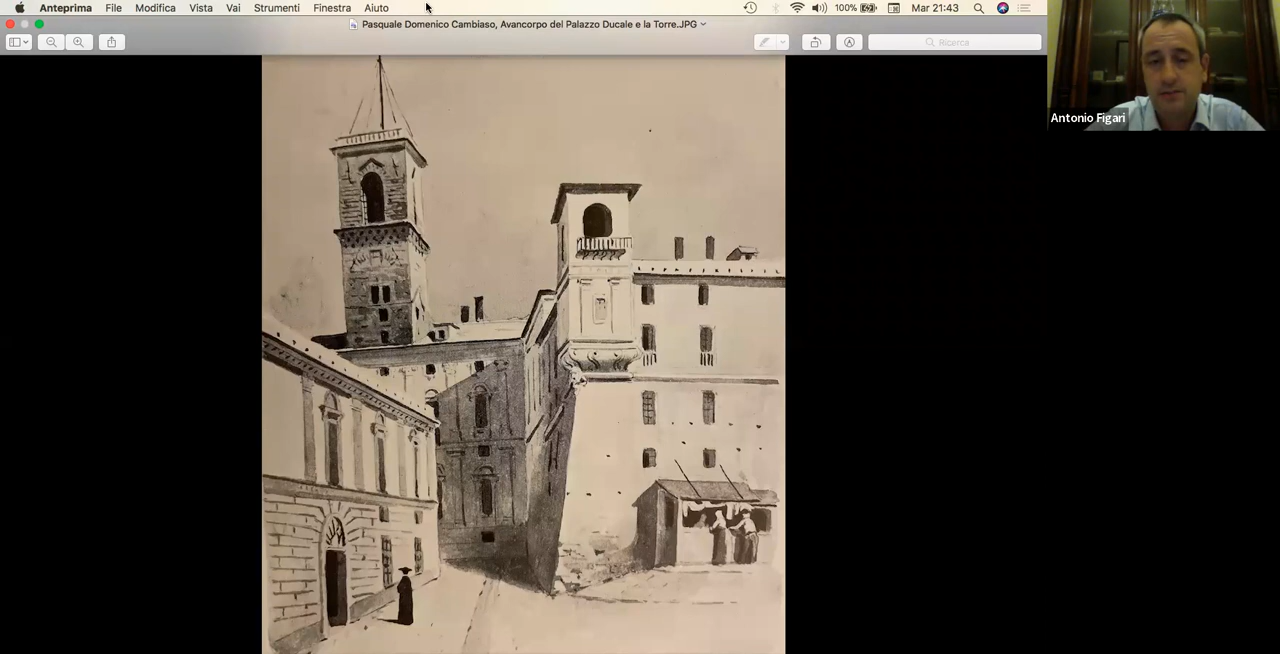 Anteprima File Modifica Vista Vai Strumenti Finestra Aiuto 100% Mar 21:43
Pasquale Domenico Cambiaso, Avancorpo del Palazzo Ducale e la Torre.JPG
Ricerca
Antonio Figari